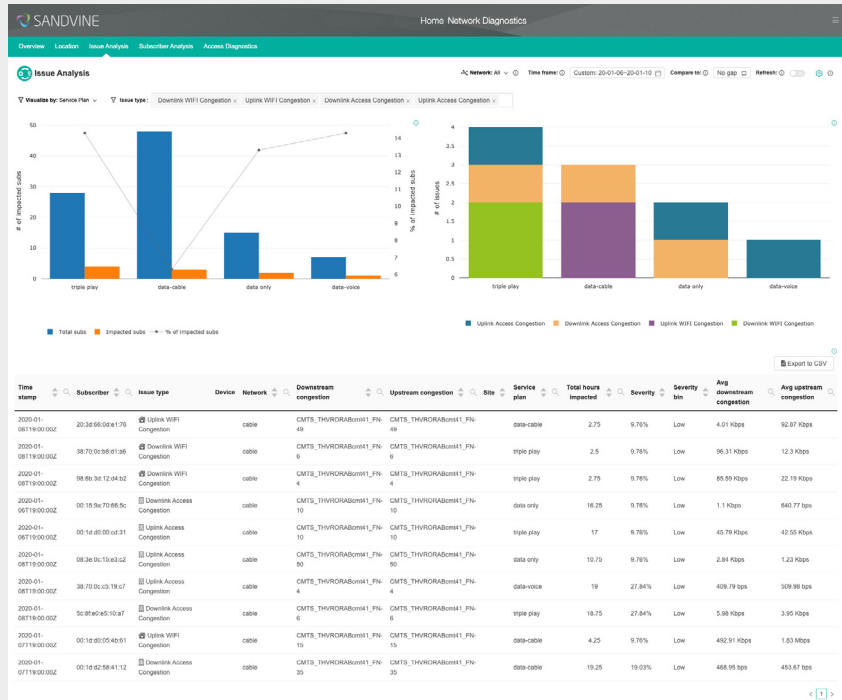 SANDVINE
Home Network Diagnostics
Overview Location Issue Analysis Subscriber Analysis Access Diagnostics
Issue Analysis
Network: All Time frame: Custom: 20-01-06~20-01-10 Compare to: No gap Refresh:
Visualize by: Service Plan Issue type: Downlink WIFI Congestion × Uplink WIFI Congestion × Downlink Access Congestion × Uplink Access Congestion ×
50
40
30
20
10
0
# of impacted subs
14
13
12
11
10
9
8
7
6
% of impacted subs
triple play data-cable data only data-voice
Total subs Impacted subs % of impacted subs
4
3.5
3
2.5
2
1.5
1
0.5
0
# of issues
triple play data-cable data only data-voice
Uplink Access Congestion Downlink Access Congestion Uplink WIFI Congestion Downlink WIFI Congestion
Export to CSV
Time stamp Subscriber Issue type Device Network Downstream congestion Upstream congestion Site Service plan Total hours impacted Severity Severity bin Avg downstream congestion Avg upstream congestion
2020-01-08T19:00:00Z 20:3d:66:0d:e1:76 Uplink WIFI Congestion cable CMTS_THVRORABcmt41_FN-49 CMTS_THVRORABcmt41_FN-49 data-cable 2.75 9.76% Low 4.01 Kbps 92.87 Kbps
2020-01-08T19:00:00Z 38:70:0c:b8:d1:a6 Downlink WIFI Congestion cable CMTS_THVRORABcmt41_FN-6 CMTS_THVRORABcmt41_FN-6 triple play 2.5 9.76% Low 96.31 Kbps 12.3 Kbps
2020-01-08T19:00:00Z 98:6b:3d:12:d4:b2 Downlink WIFI Congestion cable CMTS_THVRORABcmt41_FN-4 CMTS_THVRORABcmt41_FN-4 triple play 2.75 9.76% Low 85.59 Kbps 22.19 Kbps
2020-01-06T19:00:00Z 00:15:9a:70:66:5c Downlink Access Congestion cable CMTS_THVRORABcmt41_FN-10 CMTS_THVRORABcmt41_FN-10 data only 16.25 9.76% Low 1.1 Kbps 640.77 bps
2020-01-06T19:00:00Z 00:1d:d0:00:cd:31 Uplink Access Congestion cable CMTS_THVRORABcmt41_FN-10 CMTS_THVRORABcmt41_FN-10 triple play 17 9.76% Low 45.79 Kbps 42.55 Kbps
2020-01-08T19:00:00Z 08:3e:0c:15:e3:c2 Uplink Access Congestion cable CMTS_THVRORABcmt41_FN-50 CMTS_THVRORABcmt41_FN-50 data only 10.75 9.76% Low 2.84 Kbps 1.23 Kbps
2020-01-08T19:00:00Z 38:70:0c:c5:19:c7 Uplink Access Congestion cable CMTS_THVRORABcmt41_FN-4 CMTS_THVRORABcmt41_FN-4 data-voice 19 27.84% Low 409.79 bps 509.98 bps
2020-01-08T19:00:00Z 5c:8f:e0:e5:10:a7 Downlink Access Congestion cable CMTS_THVRORABcmt41_FN-6 CMTS_THVRORABcmt41_FN-6 triple play 18.75 27.84% Low 5.98 Kbps 3.95 Kbps
2020-01-07T19:00:00Z 00:1d:d0:05:4b:61 Uplink WIFI Congestion cable CMTS_THVRORABcmt41_FN-15 CMTS_THVRORABcmt41_FN-15 data-cable 4.25 9.76% Low 492.91 Kbps 1.83 Mbps
2020-01-07T19:00:00Z 00:1d:d2:58:41:12 Downlink Access Congestion cable CMTS_THVRORABcmt41_FN-35 CMTS_THVRORABcmt41_FN-35 data-cable 19.25 19.03% Low 468.95 bps 453.67 bps
< 1 >